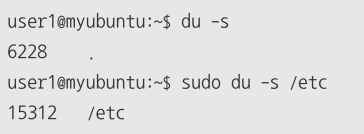 user1@myubuntu:~$ du –s
6228 .
user1@myubuntu:~$ sudo du –s /etc
15312 /etc